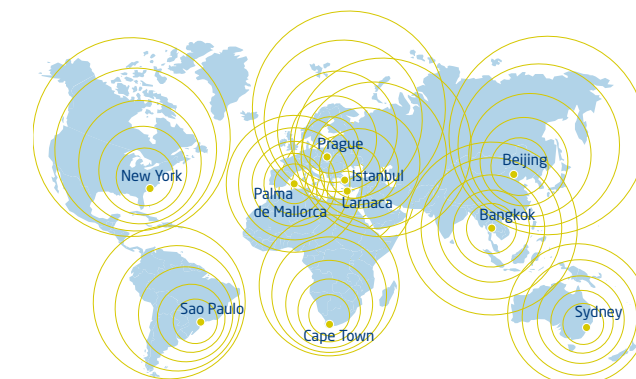 Prague
New York
Istanbul
Beijing
Palma
de Mallorca
Larnaca
Bangkok
Sao Paulo
Sydney
Cape Town